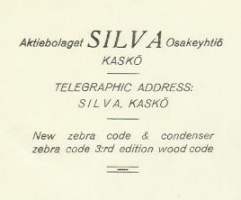 Aktiebolaget SILVA Osakeyhtiö
KASKÖ
TELEGRAPHIC ADDRESS:
SILVA, KASKÖ
New zebra code & condenser
zebra code 3:rd edition wood code